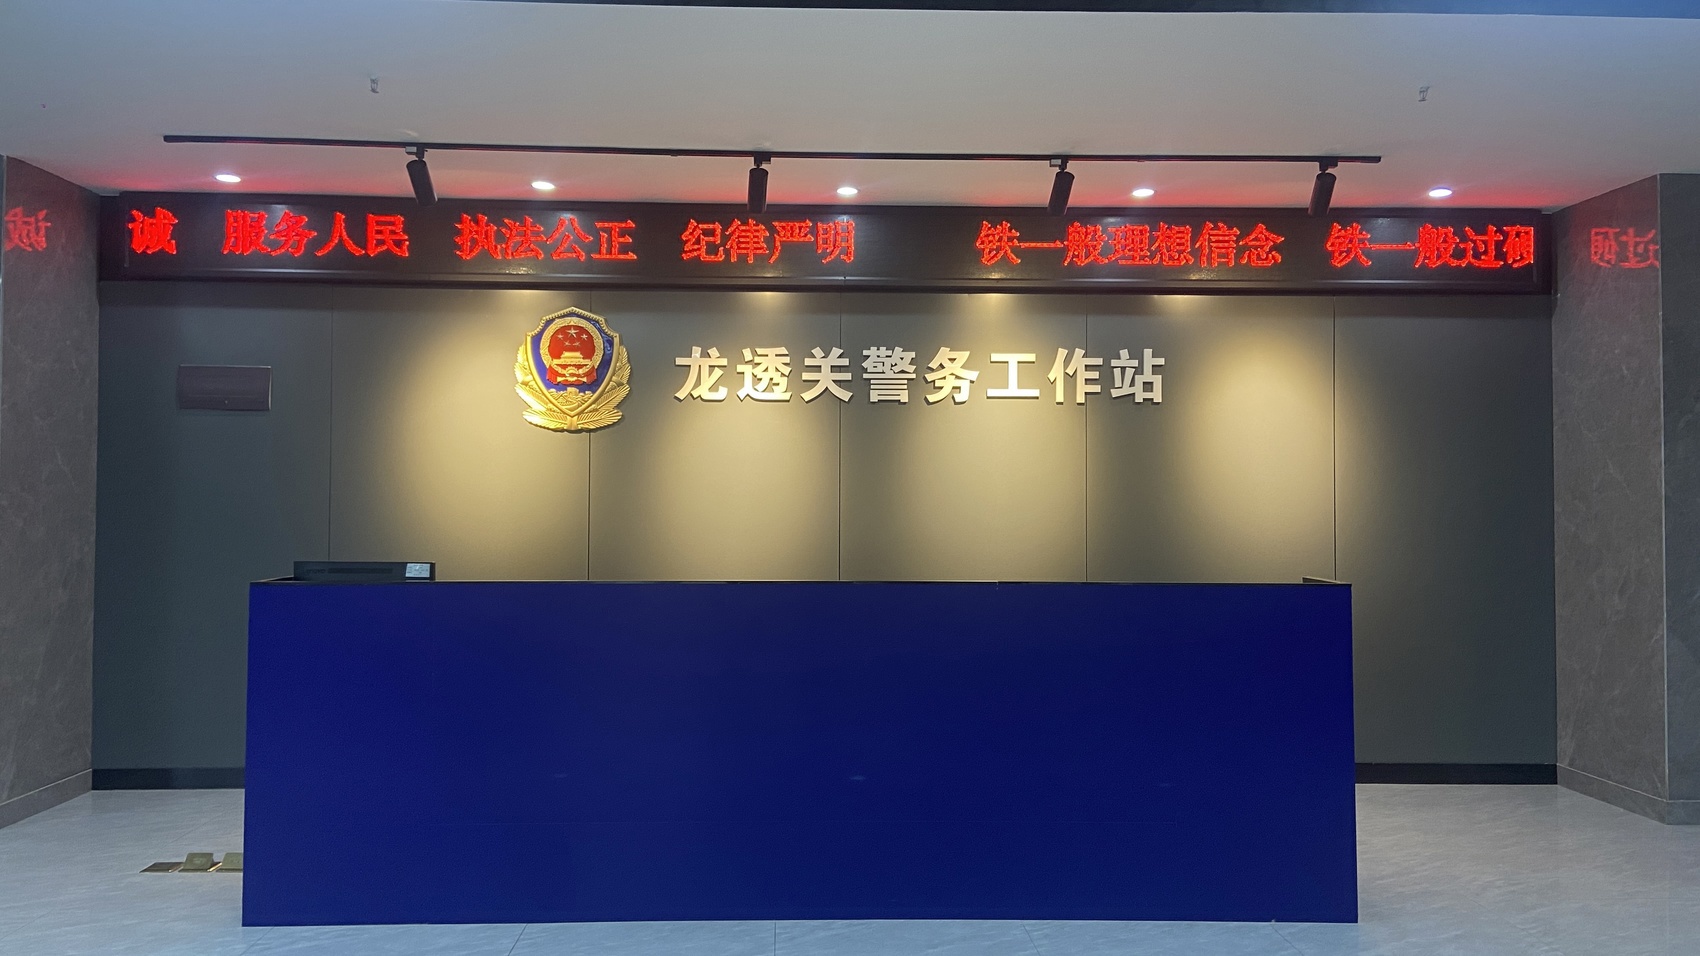 诚 服务人民 执法公正 纪律严明 铁一般理想信念 铁一般过硬
龙透关警务工作站